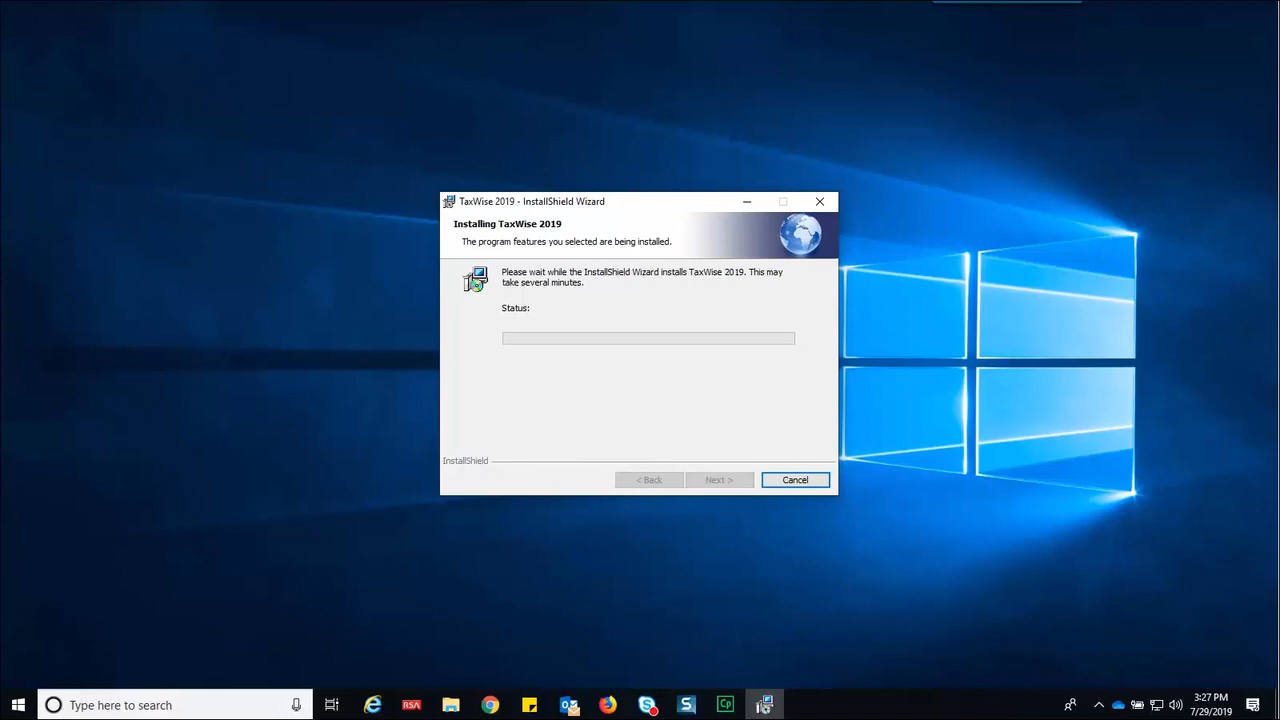 TaxWise 2019 - InstallShield Wizard
Installing TaxWise 2019
The program features you selected are being installed.
Please wait while the InstallShield Wizard installs TaxWise 2019. This may
take several minutes.
Status:
InstallShield
< Back
Next >
Cancel
Type here to search
RSA
S
Cp
3:27 PM
7/29/2019